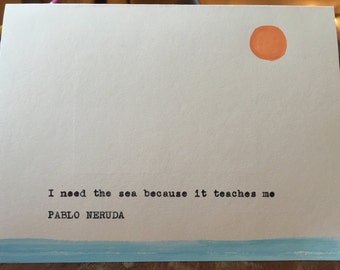 I need the sea because it teaches me
PABLO NERUDA